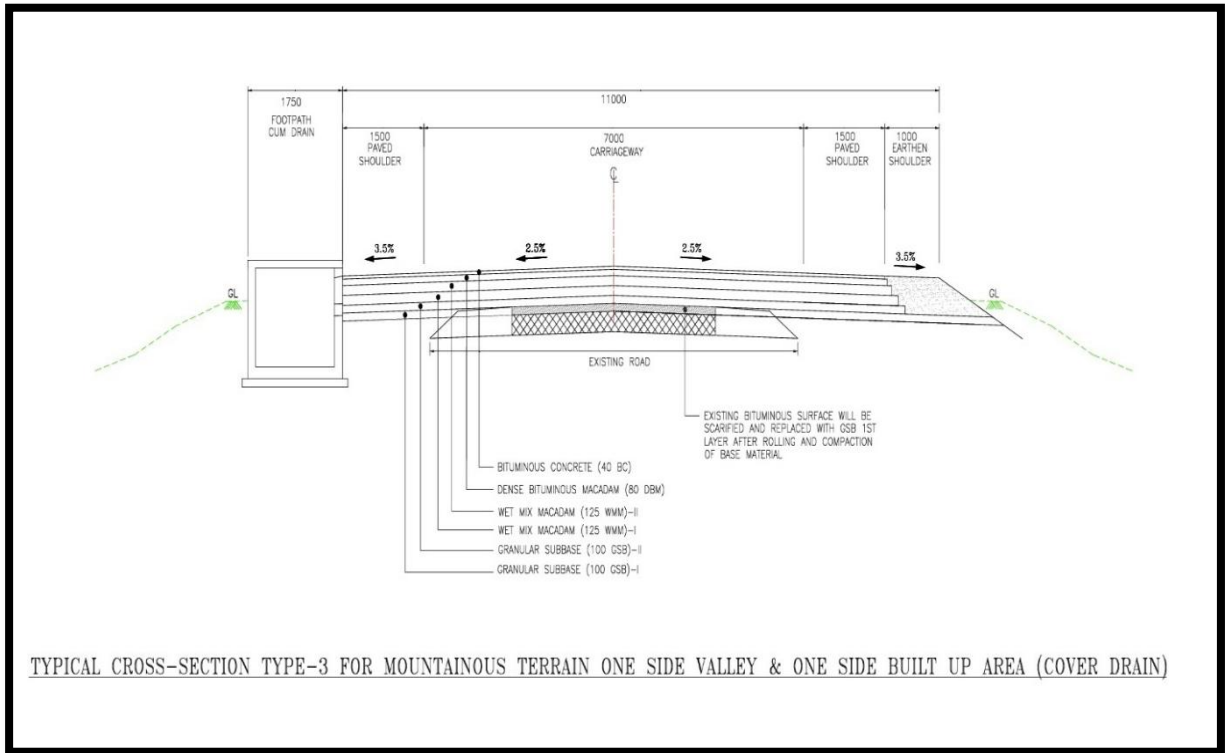 1750
FOOTPATH
CUM DRAIN
11000
1500
PAVED
SHOULDER
7000
CARRIAGEWAY
1500
PAVED
SHOULDER
1000
EARTHEN
SHOULDER
CL
3.5%
2.5%
2.5%
3.5%
GL
GL
EXISTING ROAD
EXISTING BITUMINOUS SURFACE WILL BE
SCARIFIED AND REPLACED WITH GSB 1ST
LAYER AFTER ROLLING AND COMPACTION
OF BASE MATERIAL
BITUMINOUS CONCRETE (40 BC)
DENSE BITUMINOUS MACADAM (80 DBM)
WET MIX MACADAM (125 WMM)-II
WET MIX MACADAM (125 WMM)-I
GRANULAR SUBBASE (100 GSB)-II
GRANULAR SUBBASE (100 GSB)-I
TYPICAL CROSS-SECTION TYPE-3 FOR MOUNTAINOUS TERRAIN ONE SIDE VALLEY & ONE SIDE BUILT UP AREA (COVER DRAIN)